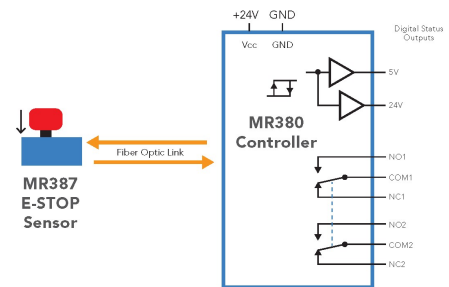 +24V GND
Digital Status
Outputs
Vcc GND
5V
24V
MR380
Controller
Fiber Optic Link
MR387
E-STOP
Sensor
NO1
COM1
NC1
NO2
COM2
NC2